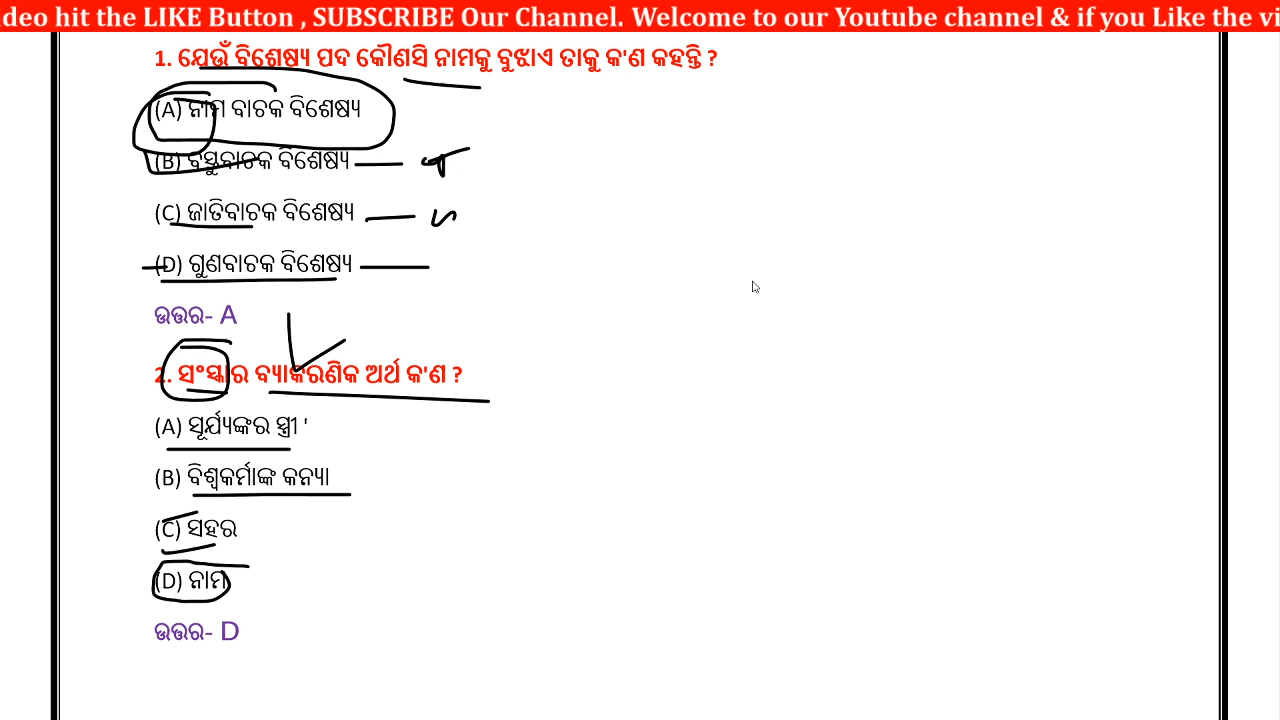 deo hit the LIKE Button , SUBSCRIBE Our Channel. Welcome to our Youtube channel & if you Like the vi
1. ଯେଉଁ ବିଶେଷ୍ୟ ପଦ କୌଣସି ନାମକୁ ବୁଝାଏ ତାକୁ କ'ଣ କହନ୍ତି ?
(A) ନାମ ବାଚକ ବିଶେଷ୍ୟ
(B) ବସ୍ତୁବାଚକ ବିଶେଷ୍ୟ
(C) ଜାତିବାଚକ ବିଶେଷ୍ୟ
(D) ଗୁଣବାଚକ ବିଶେଷ୍ୟ
ଉତ୍ତର- A
2. ସଂସ୍କାର ବ୍ୟାକରଣିକ ଅର୍ଥ କ'ଣ ?
(A) ସୂର୍ଯ୍ୟଙ୍କର ସ୍ତ୍ରୀ '
(B) ବିଶ୍ୱକର୍ମାଙ୍କ କନ୍ୟା
(C) ସହର
(D) ନାମ
ଉତ୍ତର- D